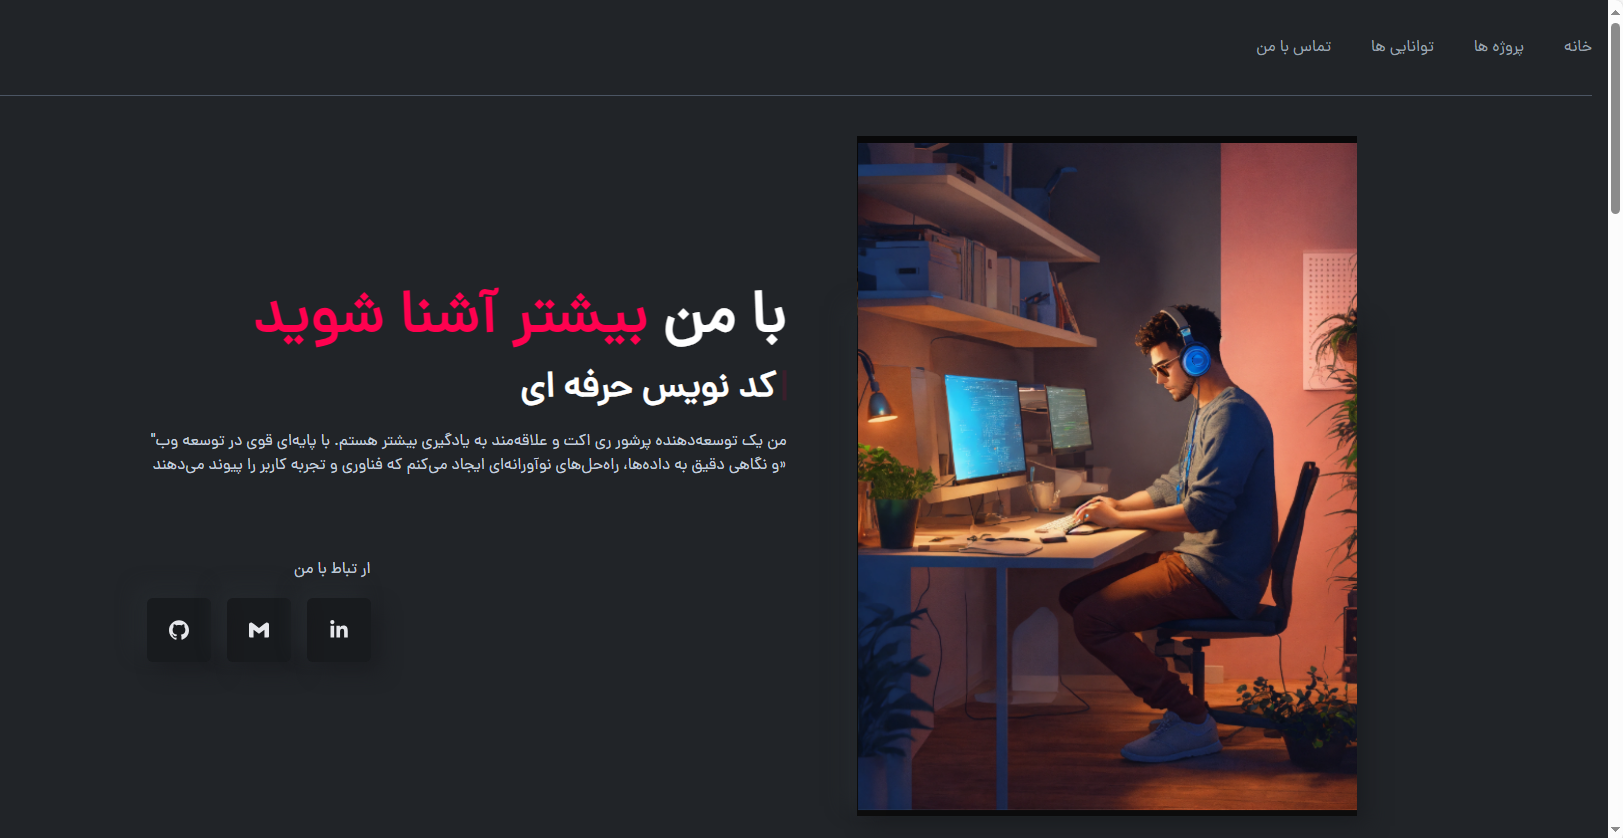 خانه
پروژه ها
توانایی ها
تماس با من
با من بیشتر آشنا شوید
کد نویس حرفه ای
من یک توسعه‌دهنده پرشور ری اکت و علاقه‌مند به یادگیری بیشتر هستم. با پایه‌ای قوی در توسعه وب"
«و نگاهی دقیق به داده‌ها، راه‌حل‌های نوآورانه‌ای ایجاد می‌کنم که فناوری و تجربه کاربر را پیوند می‌دهند
ار تباط با من
in